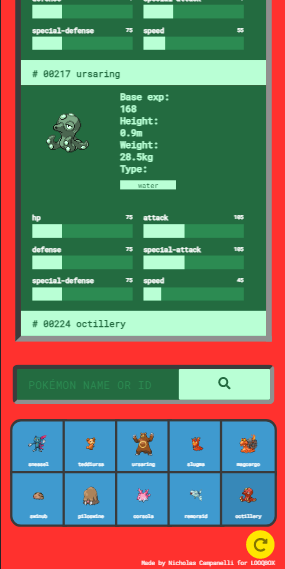 defense 75 special-attack
special-defense 75 speed 55
# 00217 ursaring
Base exp:
168
Height:
0.9m
Weight:
28.5kg
Type:
water
hp 75 attack 105
defense 75 special-attack 105
special-defense 75 speed 45
# 00224 octillery
POKÉMON NAME OR ID
sneasel teddiursa ursaring slugma magcargo
swinub piloswine corsola remoraid octillery
Made by Nicholas Campanelli for LOOQBOX